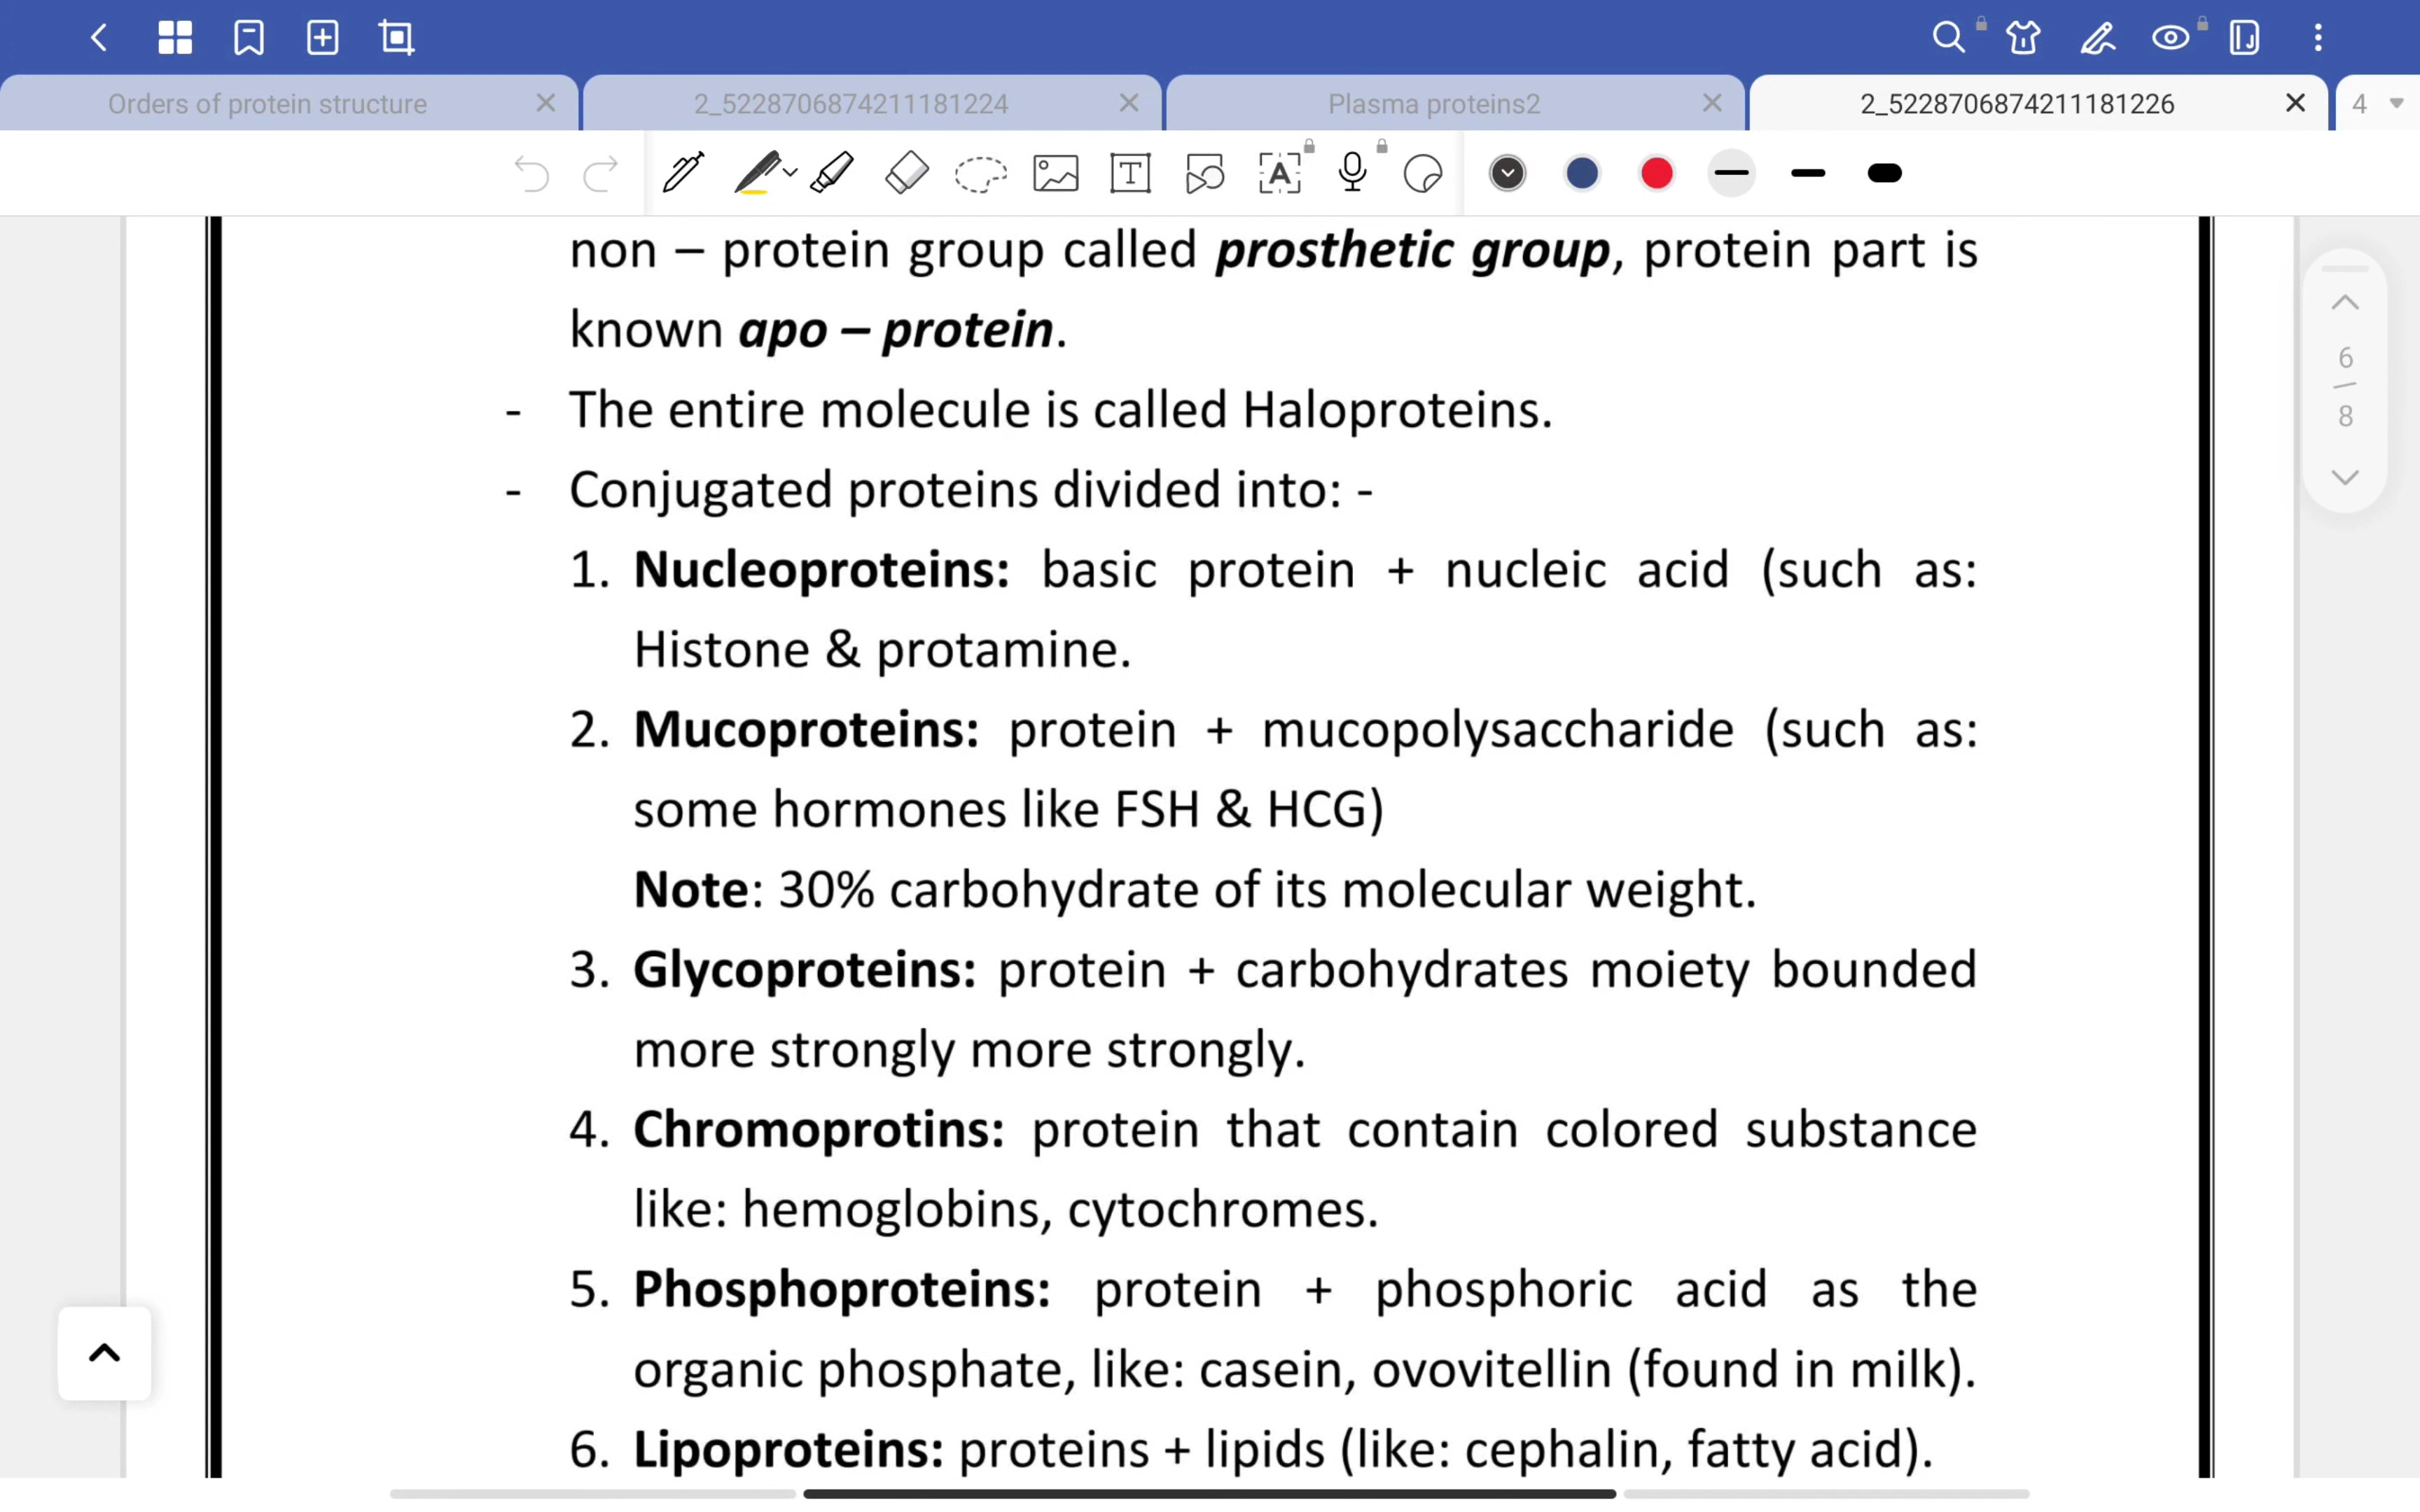 Orders of protein structure
2_5228706874211181224
Plasma proteins2
2_5228706874211181226
4
non – protein group called prosthetic group, protein part is
known apo – protein.
- The entire molecule is called Haloproteins.
- Conjugated proteins divided into: -
1. Nucleoproteins: basic protein + nucleic acid (such as:
Histone & protamine.
2. Mucoproteins: protein + mucopolysaccharide (such as:
some hormones like FSH & HCG)
Note: 30% carbohydrate of its molecular weight.
3. Glycoproteins: protein + carbohydrates moiety bounded
more strongly more strongly.
4. Chromoprotins: protein that contain colored substance
like: hemoglobins, cytochromes.
5. Phosphoproteins: protein + phosphoric acid as the
organic phosphate, like: casein, ovovitellin (found in milk).
6. Lipoproteins: proteins + lipids (like: cephalin, fatty acid).
6
8